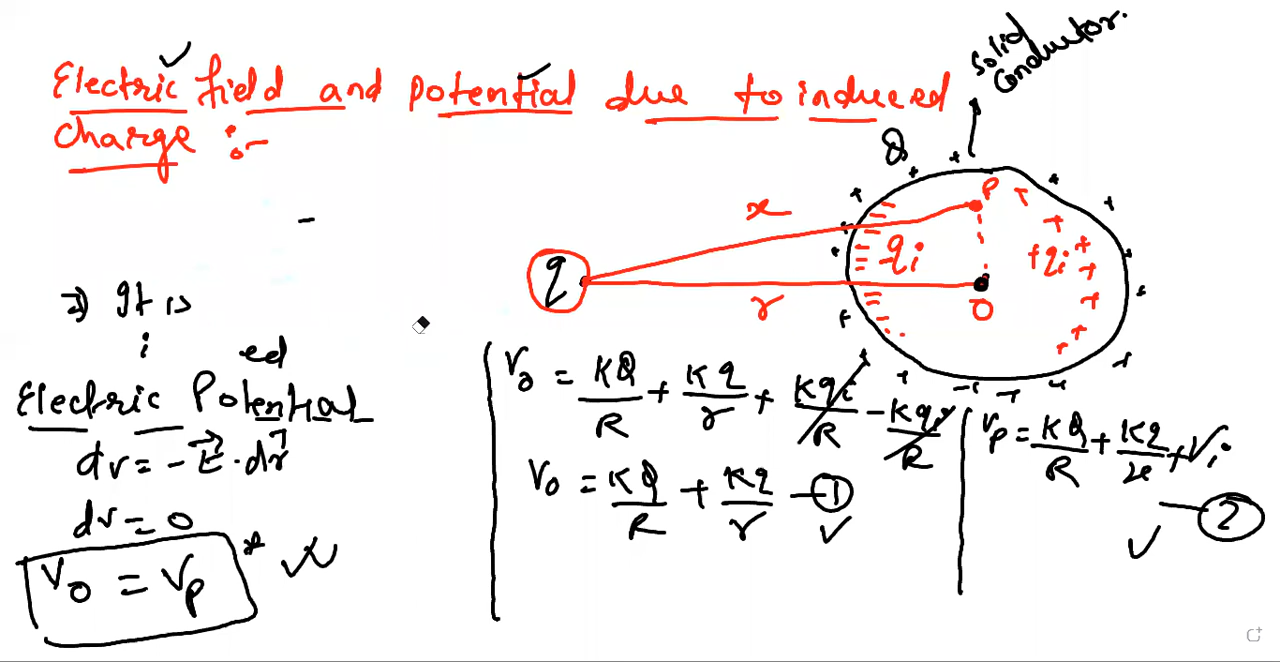 Electric field and potential due to induced
charge :-
solid
conductor.
Q
P
x
q
-qi
+qi
r
O
⇒ It is
i
ed
Electric Potential
dv = -E⃗·dr⃗
dv = 0
V₀ = Vp *
V₀ = KQ/R + Kq/r + Kqi/R - Kqi/R
V₀ = KQ/R + Kq/r — ①
Vp = KQ/R + Kq/x + Vi
— ②